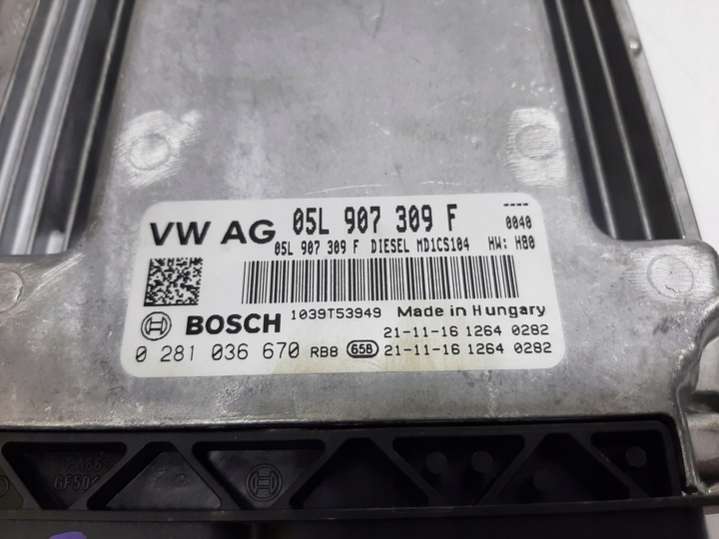 ----
VW AG 05L 907 309 F 0040
05L 907 309 F DIESEL MD1CS104 HW: H80
1039T53949 Made in Hungary
BOSCH 21-11-16 1264 0282
0 281 036 670 RBB 658 21-11-16 1264 0282